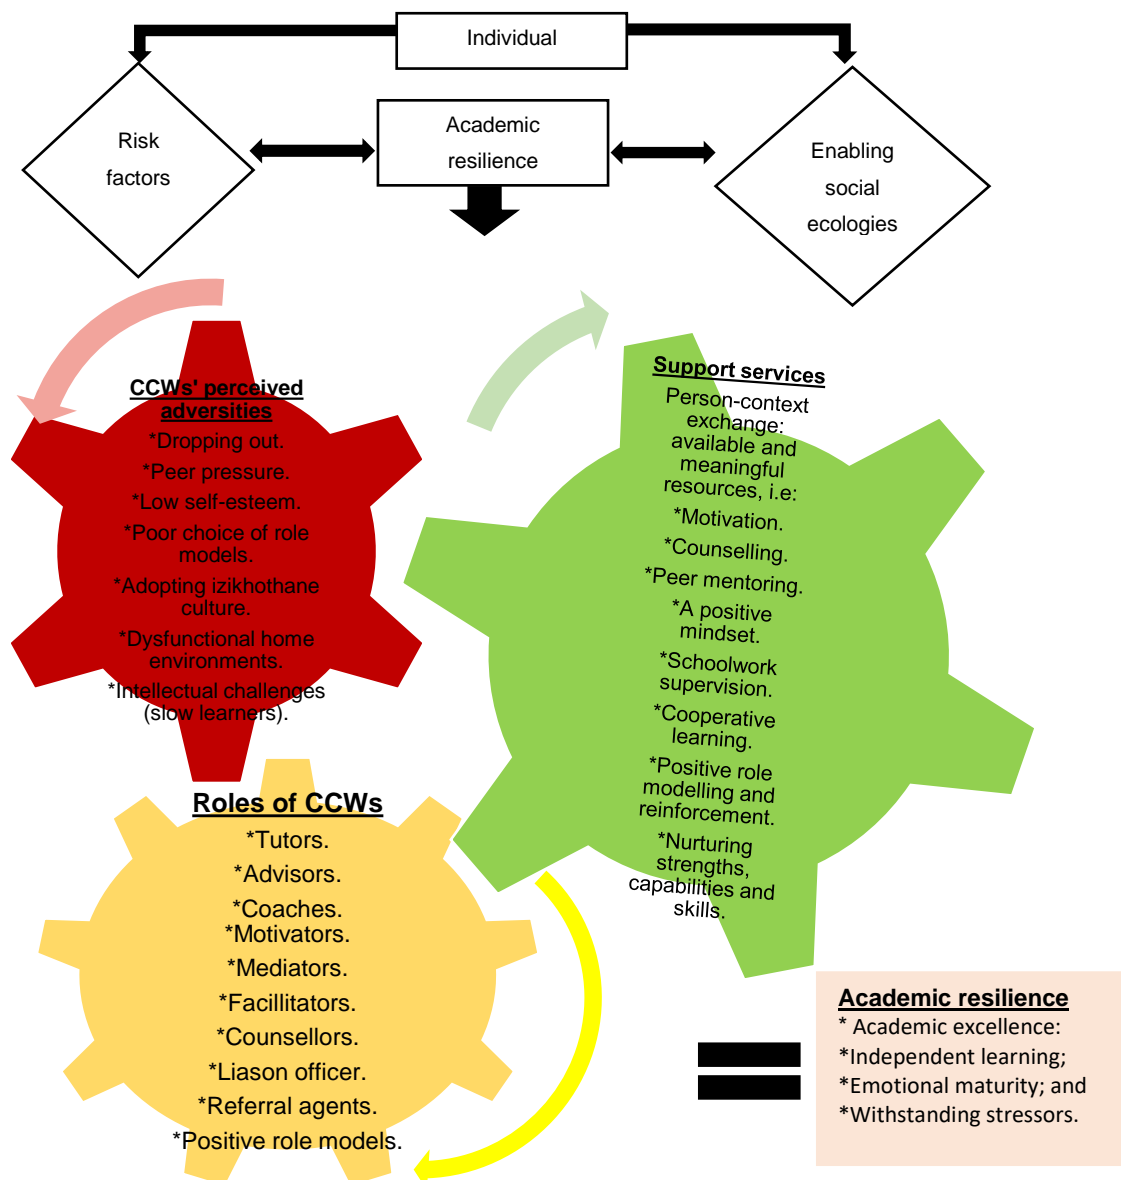 Individual
Risk
factors
Academic
resilience
Enabling
social
ecologies
CCWs' perceived
adversities
*Dropping out.
*Peer pressure.
*Low self-esteem.
*Poor choice of role
models.
*Adopting izikhothane
culture.
*Dysfunctional home
environments.
*Intellectual challenges
(slow learners).
Support services
Person-context
exchange:
available and
meaningful
resources, i.e:
*Motivation.
*Counselling.
*Peer mentoring.
*A positive
mindset.
*Schoolwork
supervision.
*Cooperative
learning.
*Positive role
modelling and
reinforcement.
*Nurturing
strengths,
capabilities and
skills.
Roles of CCWs
*Tutors.
*Advisors.
*Coaches.
*Motivators.
*Mediators.
*Facillitators.
*Counsellors.
*Liason officer.
*Referral agents.
*Positive role models.
Academic resilience
* Academic excellence:
*Independent learning;
*Emotional maturity; and
*Withstanding stressors.